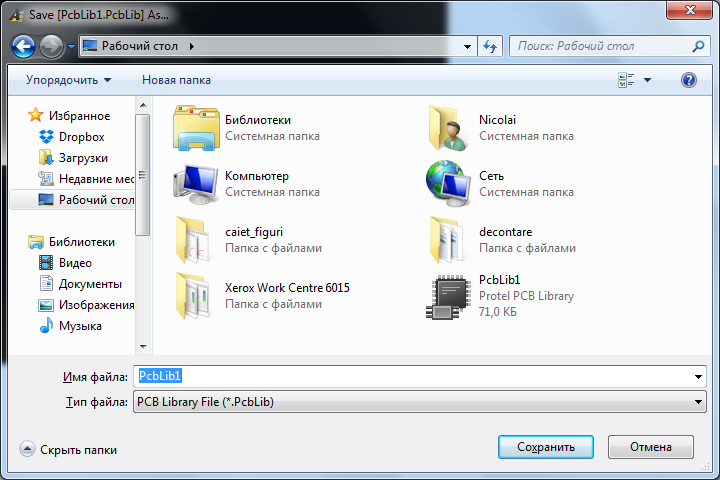 Save [PcbLib1.PcbLib] As...
Рабочий стол
Поиск: Рабочий стол
Упорядочить
Новая папка
Избранное
Dropbox
Загрузки
Недавние мес
Рабочий стол
Библиотеки
Видео
Документы
Изображения
Музыка
Библиотеки
Системная папка
Nicolai
Системная папка
Компьютер
Системная папка
Сеть
Системная папка
caiet_figuri
Папка с файлами
decontare
Папка с файлами
Xerox Work Centre 6015
Папка с файлами
PcbLib1
Protel PCB Library
71,0 КБ
Имя файла: PcbLib1
Тип файла: PCB Library File (*.PcbLib)
Скрыть папки
Сохранить
Отмена